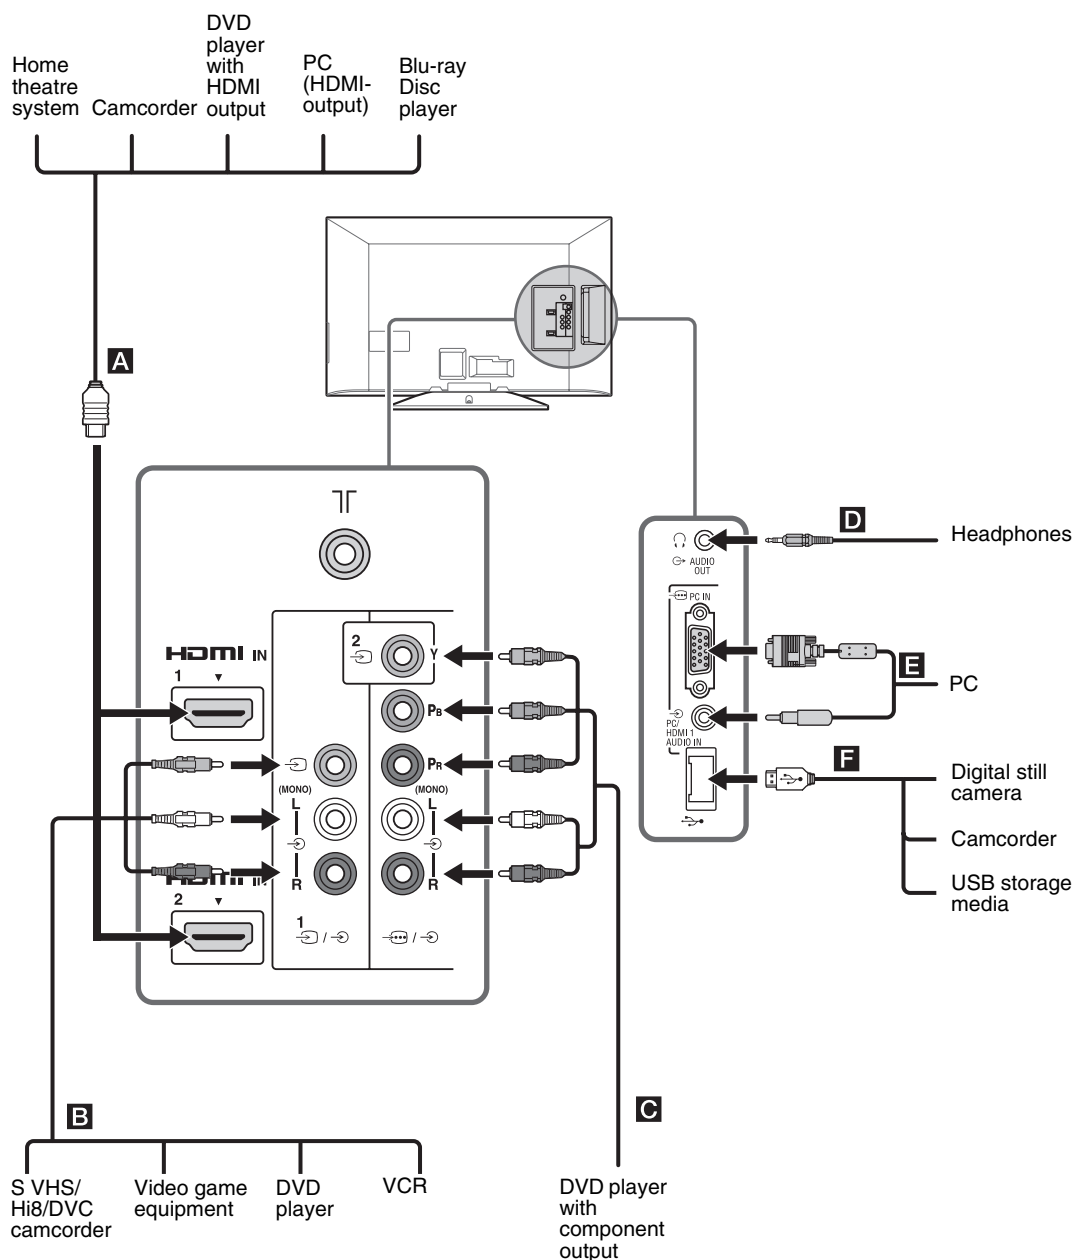 Home
theatre
system
Camcorder
DVD
player
with
HDMI
output
PC
(HDMI-
output)
Blu-ray
Disc
player
A
HDMI IN
1
2
Y
PB
PR
(MONO)
L
R
(MONO)
L
R
HDMI IN
2
1
/
/
AUDIO
OUT
PC IN
PC/
HDMI 1
AUDIO IN
D
Headphones
E
PC
F
Digital still
camera
Camcorder
USB storage
media
B
S VHS/
Hi8/DVC
camcorder
Video game
equipment
DVD
player
VCR
C
DVD player
with
component
output